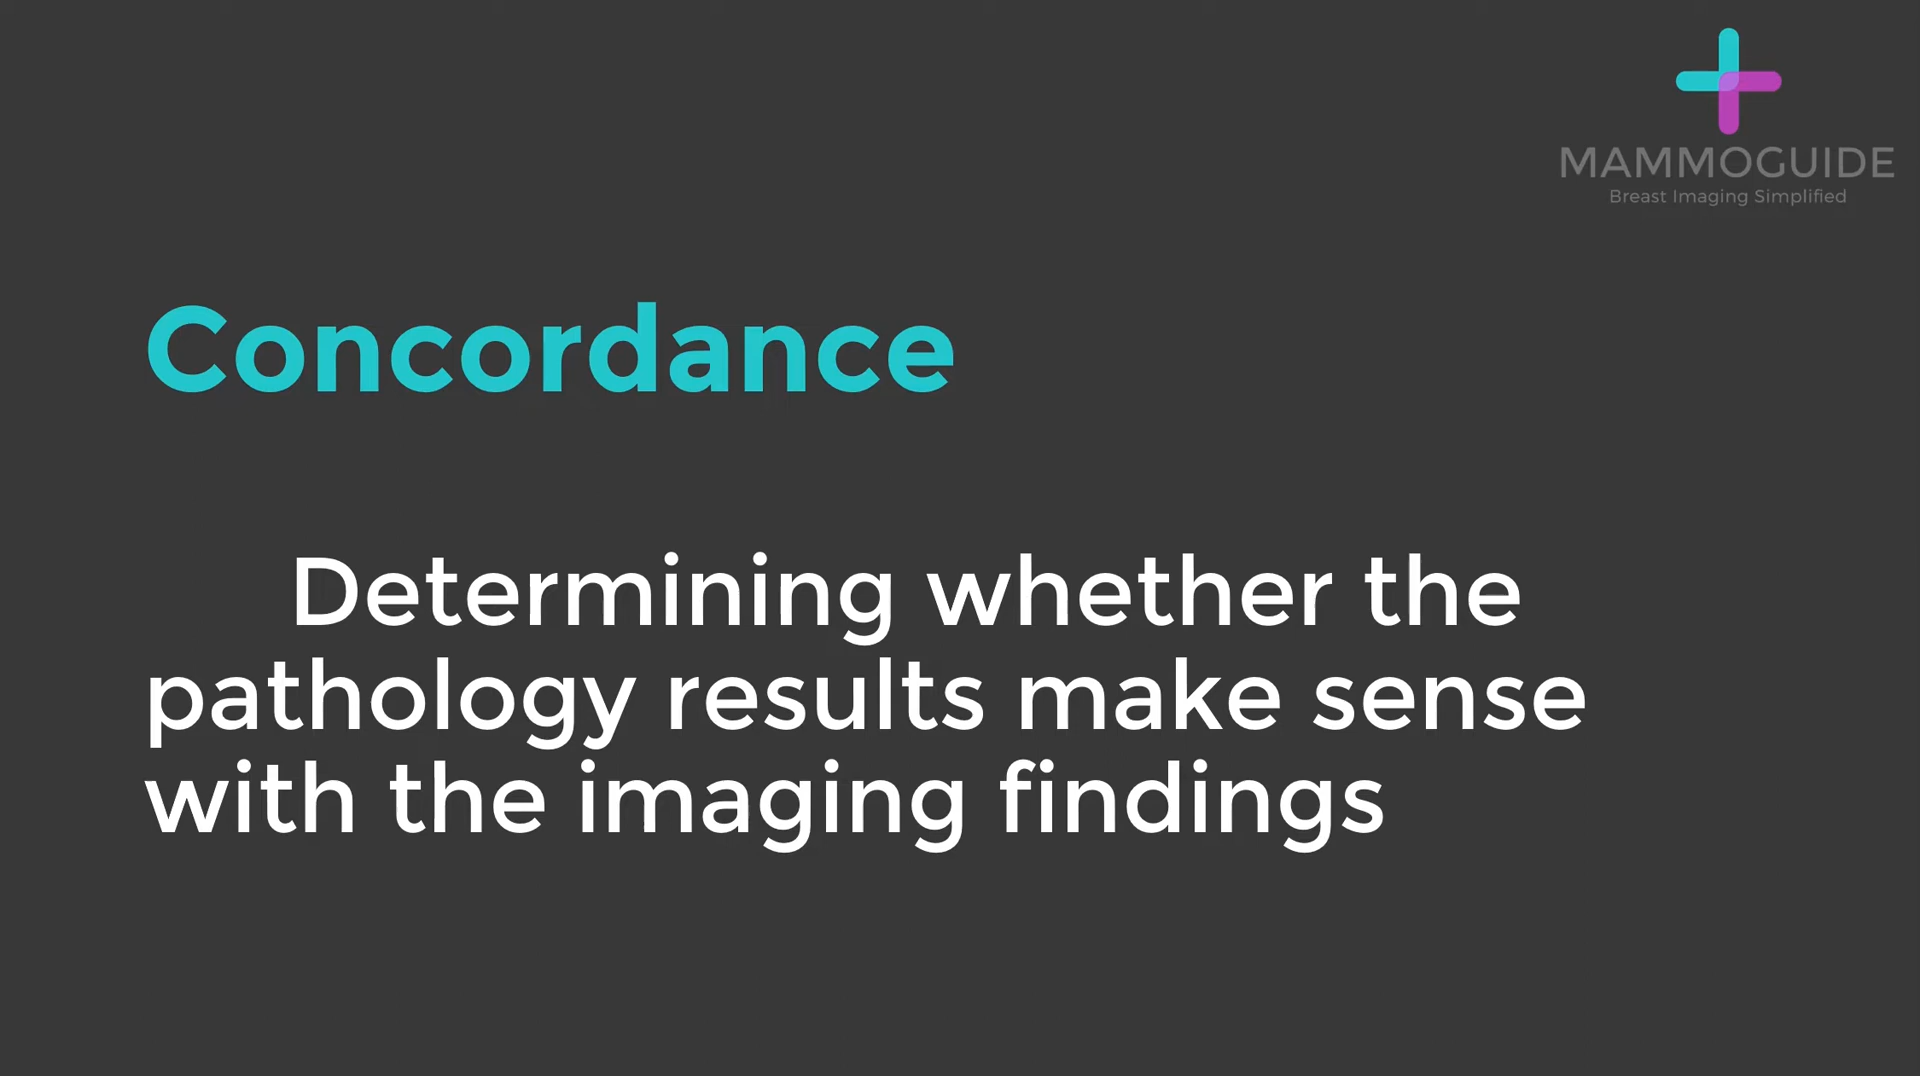 MAMMOGUIDE
Breast Imaging Simplified
Concordance
Determining whether the
pathology results make sense
with the imaging findings